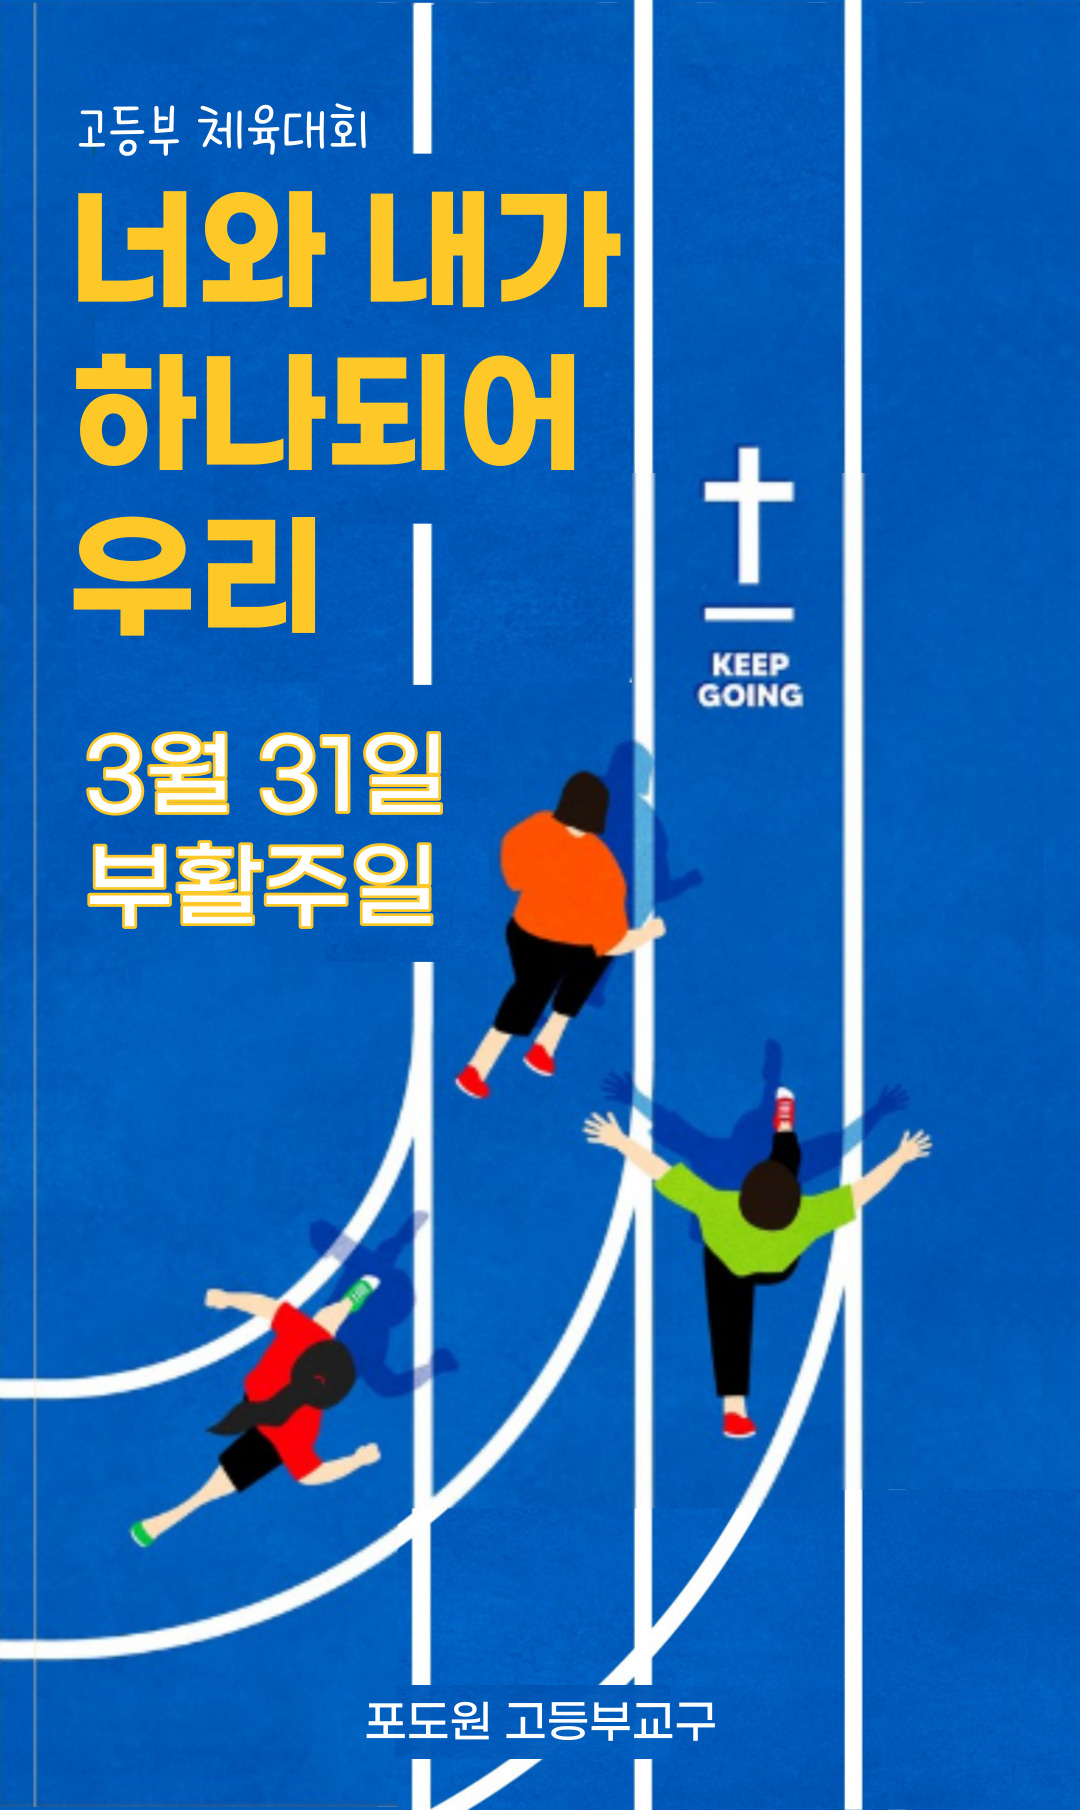 고등부 체육대회
너와 내가
하나되어
우리
KEEP
GOING
3월 31일
부활주일
포도원 고등부교구